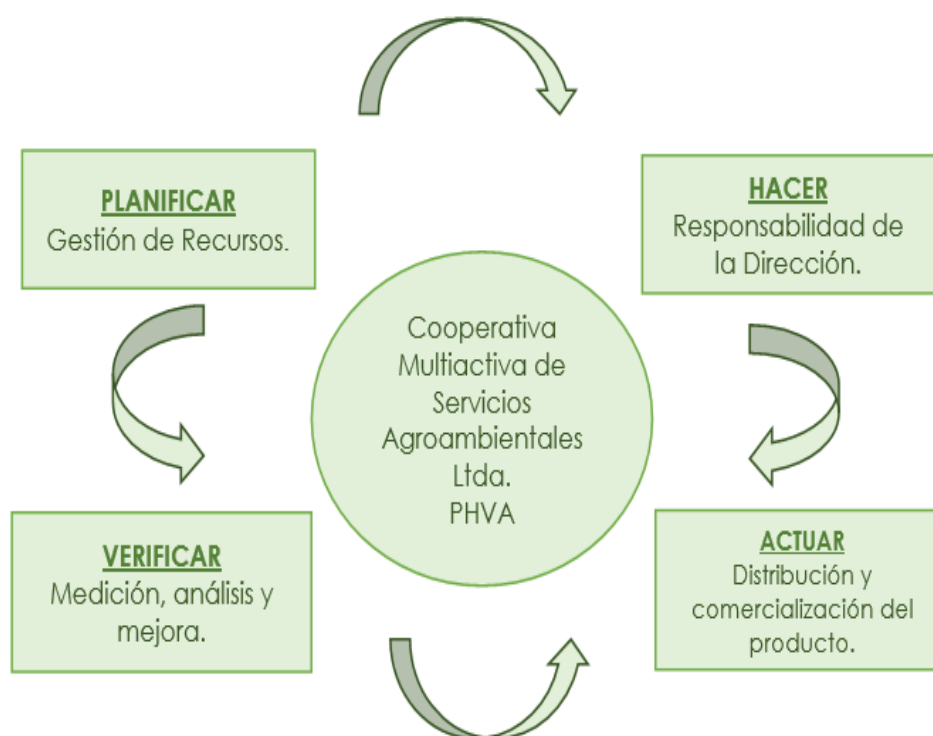 PLANIFICAR
Gestión de Recursos.
HACER
Responsabilidad de
la Dirección.
Cooperativa
Multiactiva de
Servicios
Agroambientales
Ltda.
PHVA
VERIFICAR
Medición, análisis y
mejora.
ACTUAR
Distribución y
comercialización del
producto.